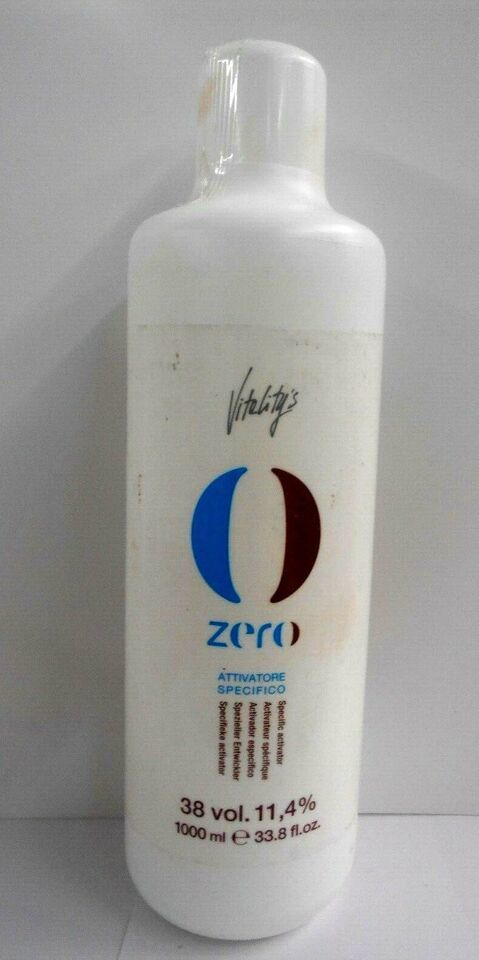 Vitality's
zero
ATTIVATORE
SPECIFICO
Specific activator
Activateur spécifique
Activador específico
Spezieller Entwickler
Specifieke activator
38 vol. 11,4%
1000 ml ℮ 33.8 fl.oz.